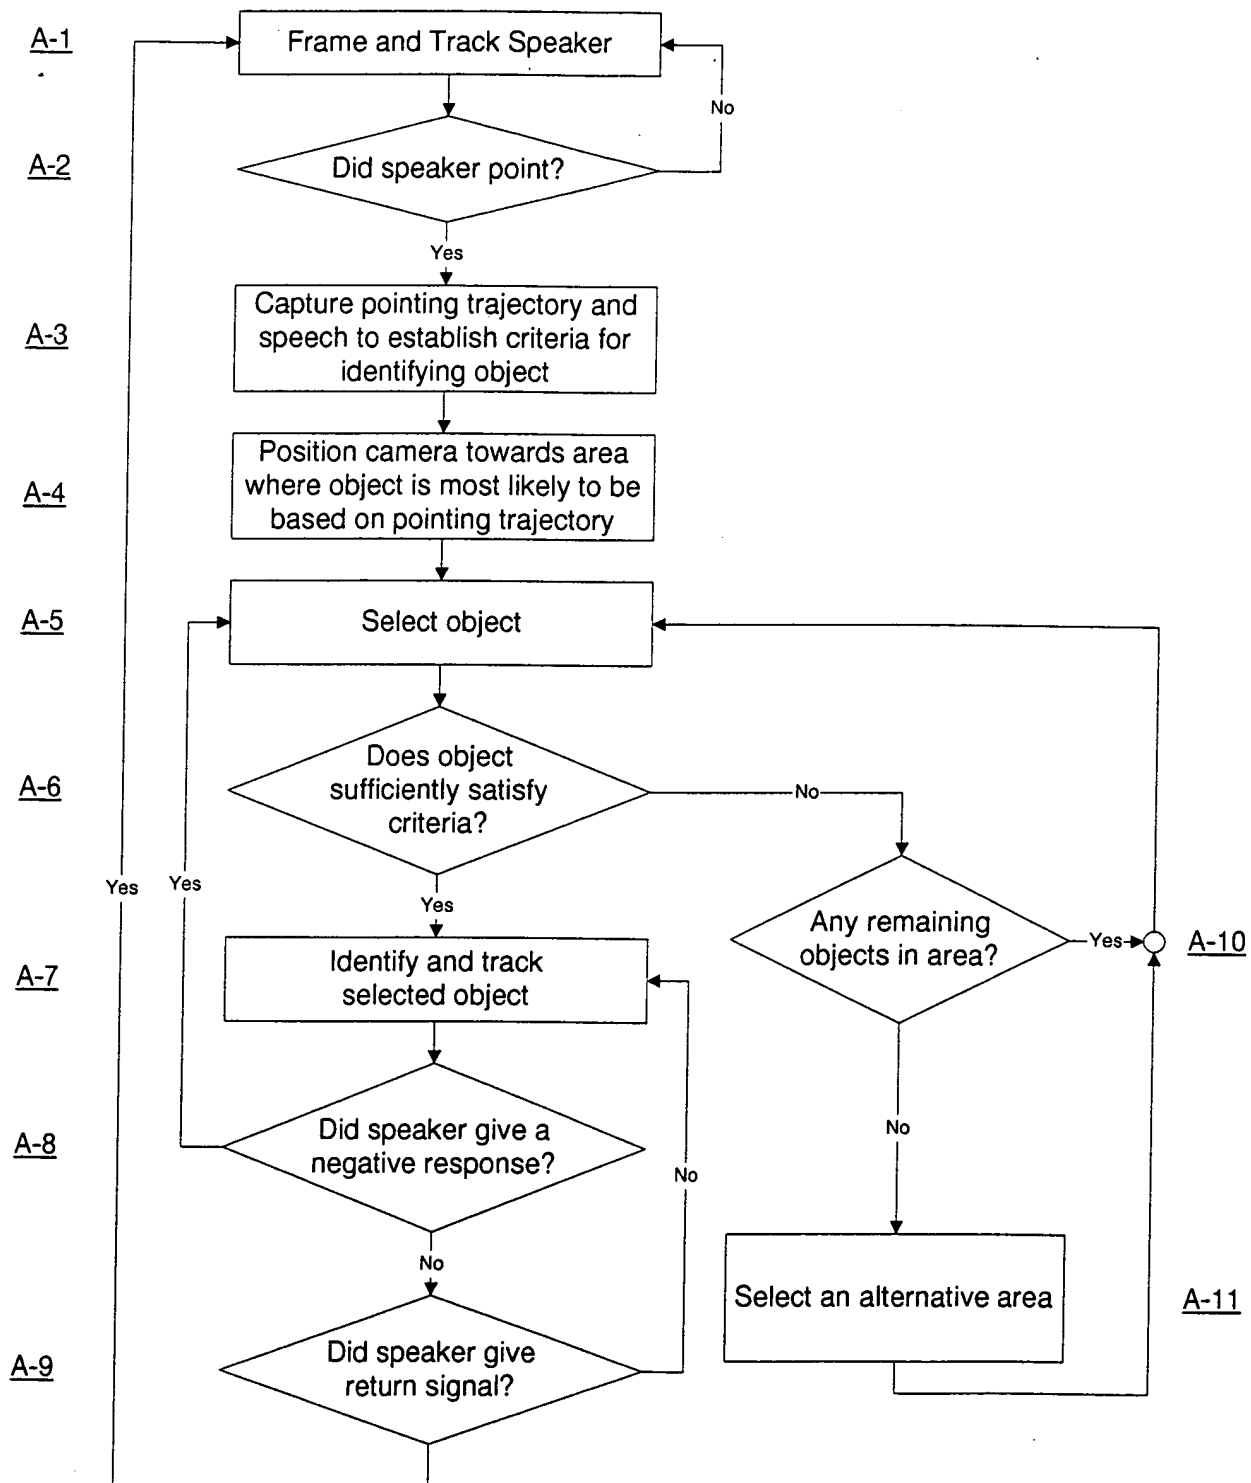 A-1
Frame and Track Speaker
No
A-2
Did speaker point?
Yes
A-3
Capture pointing trajectory and
speech to establish criteria for
identifying object
A-4
Position camera towards area
where object is most likely to be
based on pointing trajectory
A-5
Select object
A-6
Does object
sufficiently satisfy
criteria?
No
Yes
Yes
Yes
A-7
Identify and track
selected object
Any remaining
objects in area?
Yes
A-10
A-8
Did speaker give a
negative response?
No
No
No
A-9
Did speaker give
return signal?
Select an alternative area
A-11